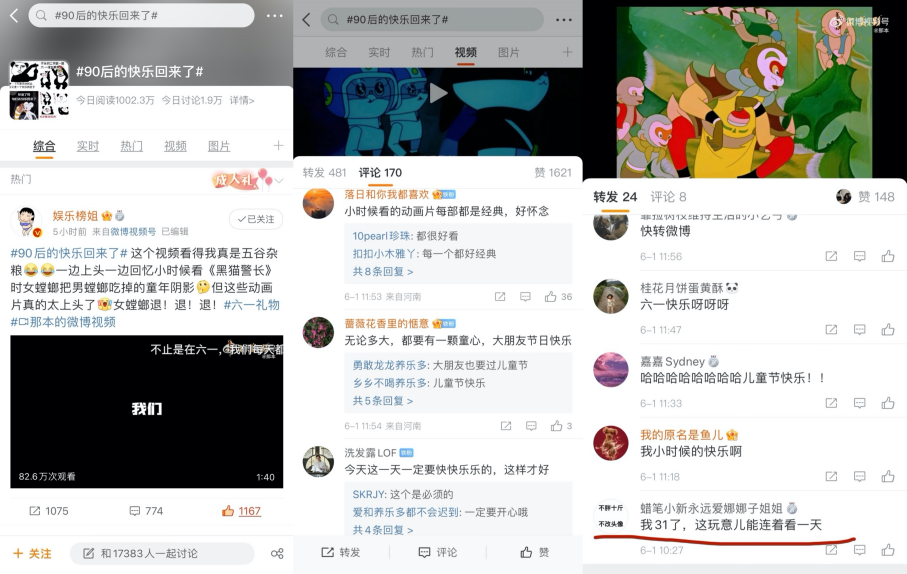 #90后的快乐回来了#
#90后的快乐回来了#
今日阅读1002.3万 今日讨论1.9万 详情>
综合 实时 热门 视频 图片
热门
成人礼
娱乐榜姐
5小时前 来自微博视频号 已编辑
已关注
#90后的快乐回来了# 这个视频看得我真是五谷杂
粮😂😂一边上头一边回忆小时候看《黑猫警长》
时女螳螂把男螳螂吃掉的童年阴影🤔但这些动画
片真的太上头了 女螳螂退!退!退!#六一礼物
#那本的微博视频
不止是在六一，我们每天都
我们
82.6万次观看 1:40
1075 774 1167
+ 关注 和17383人一起讨论
#90后的快乐回来了#
综合 实时 热门 视频 图片
转发 481 评论 170 赞 1621
落日和你我都喜欢
小时候看的动画片每部都是经典，好怀念
10pearl珍珠: 都很好看
扣扣小木雅丫: 每一个都好经典
共8条回复 >
6-1 11:53 来自河南 36
蔷薇花香里的惬意
无论多大，都要有一颗童心，大朋友节日快乐
勇敢龙龙养乐多: 大朋友也要过儿童节
乡乡不喝养乐多: 儿童节快乐
共5条回复 >
6-1 11:54 来自河南 3
洗发露LOF
今天这一天一定要快快乐乐的，这样才好
SKRJY: 这个是必须的
爱和养乐多都不会迟到: 一定要开心哦
共4条回复 >
转发 评论 赞
微博视频号
@那本
转发 24 评论 8 赞 148
快转微博
6-1 11:56
桂花月饼蛋黄酥🐼
六一快乐呀呀呀
6-1 11:47
嘉嘉Sydney
哈哈哈哈哈哈哈哈儿童节快乐！！
6-1 11:33
我的原名是鱼儿
我小时候的快乐啊
6-1 11:18
不胖十斤
不改头像
蜡笔小新永远爱娜娜子姐姐
我31了，这玩意儿能连着看一天
6-1 10:27